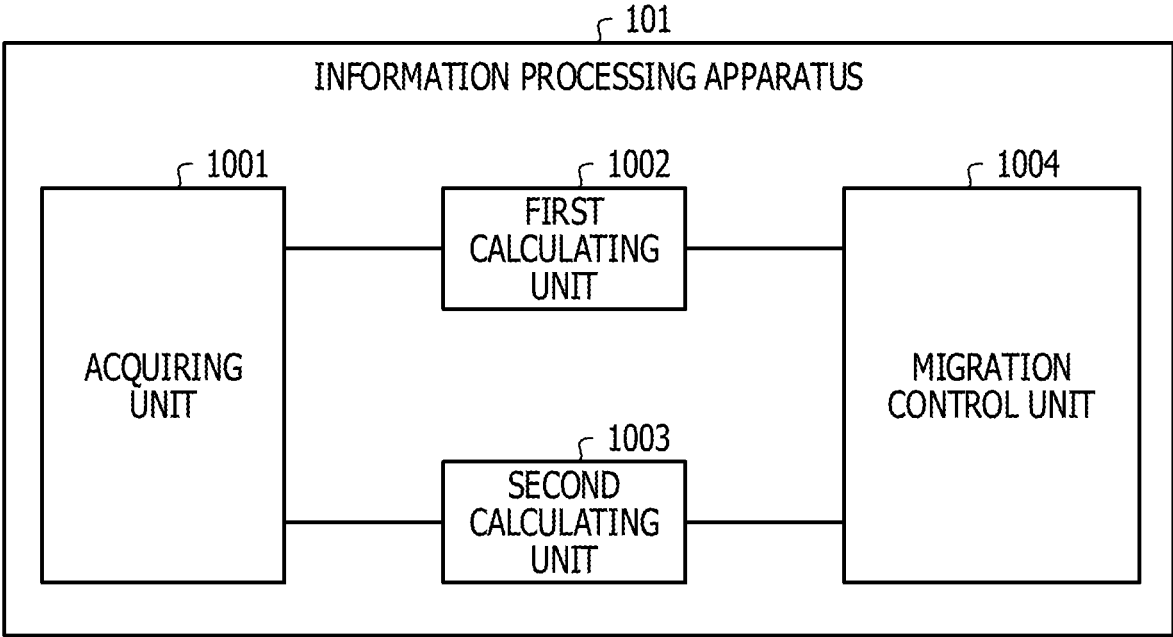 101
INFORMATION PROCESSING APPARATUS
1001
ACQUIRING
UNIT
1002
FIRST
CALCULATING
UNIT
1003
SECOND
CALCULATING
UNIT
1004
MIGRATION
CONTROL UNIT